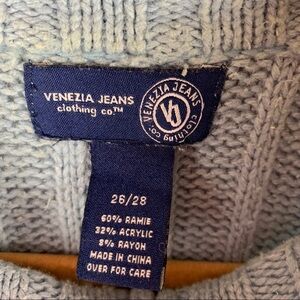 VENEZIA JEANS
clothing co™
VENEZIA JEANS
VJ
clothing co.
26/28
60% RAMIE
32% ACRYLIC
8% RAYON
MADE IN CHINA
OVER FOR CARE